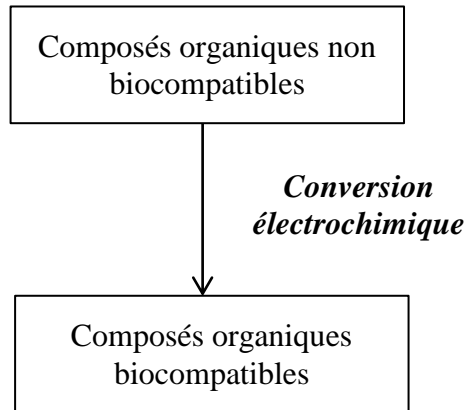 Composés organiques non
biocompatibles
Conversion
électrochimique
Composés organiques
biocompatibles